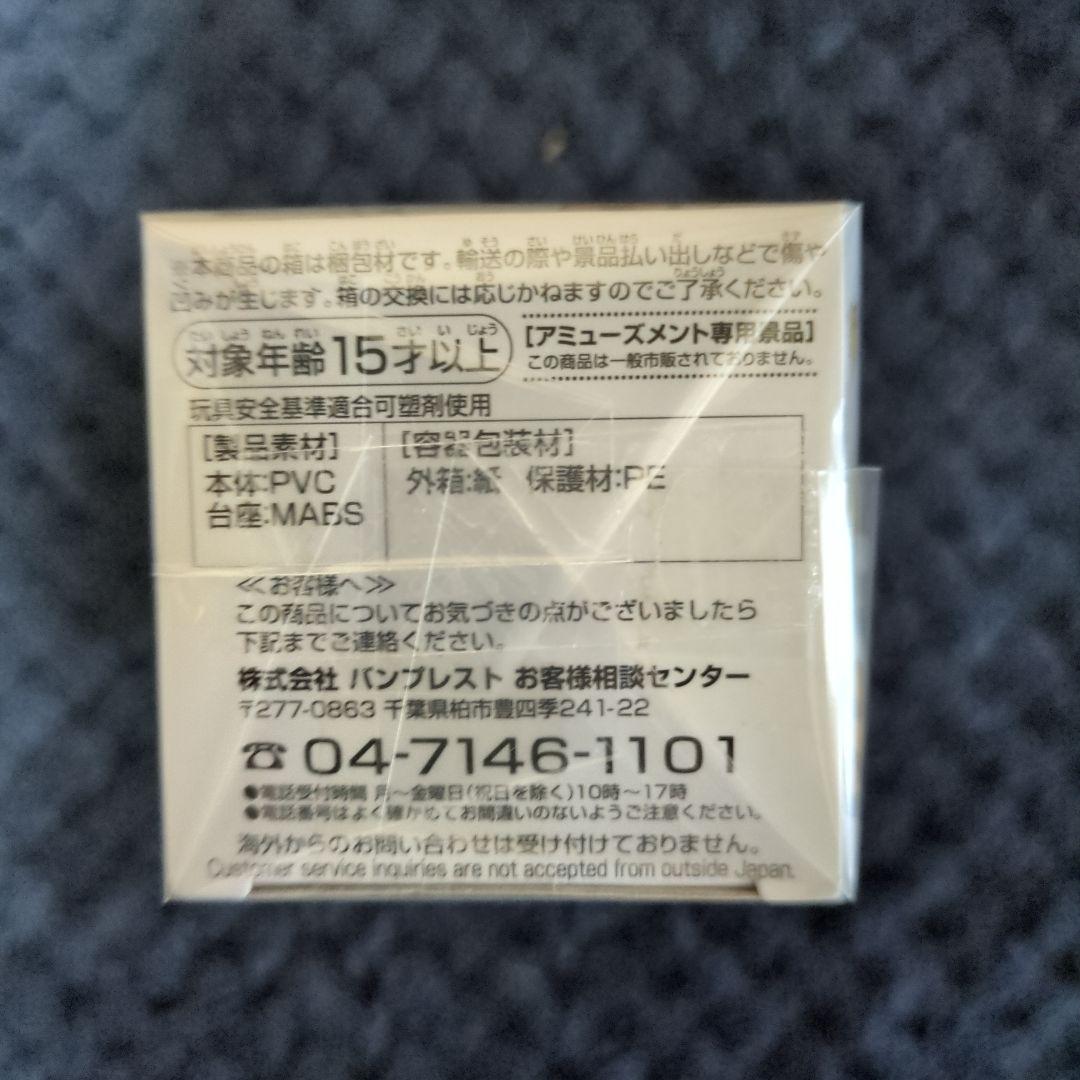 ※本商品の箱は梱包材です。輸送の際や景品払い出しなどで傷や
凹みが生じます。箱の交換には応じかねますのでご了承ください。
対象年齢15才以上
[アミューズメント専用景品]
この商品は一般市販されておりません。
玩具安全基準適合可塑剤使用
[製品素材]
本体:PVC
台座:MABS
[容器包装材]
外箱:紙 保護材:PE
≪お客様へ≫
この商品についてお気づきの点がございましたら
下記までご連絡ください。
株式会社 バンプレスト お客様相談センター
〒277-0863 千葉県柏市豊四季241-22
☎04-7146-1101
●電話受付時間 月～金曜日(祝日を除く)10時～17時
●電話番号はよく確かめてお間違いのないようご注意ください。
海外からのお問い合わせは受け付けておりません。
Customer service inquiries are not accepted from outside Japan.